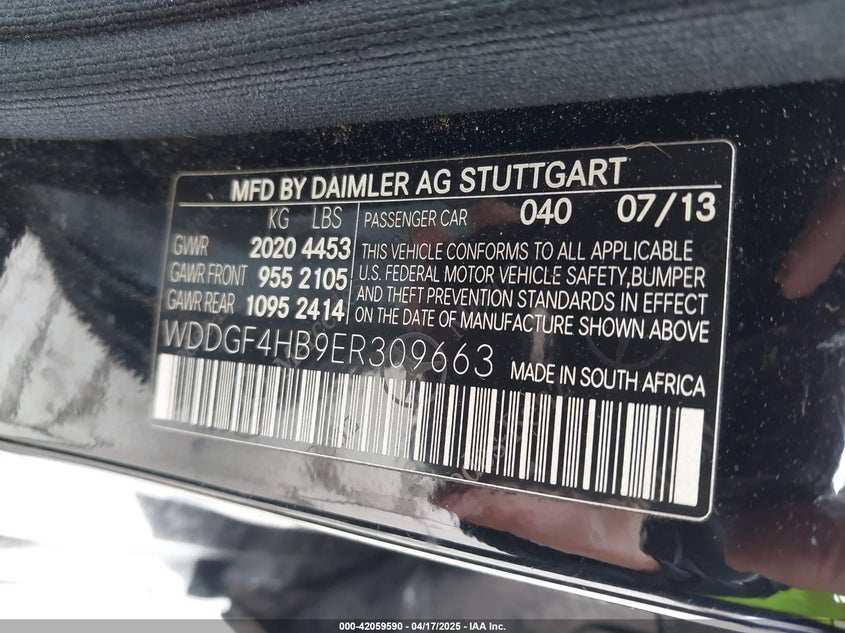 MFD BY DAIMLER AG STUTTGART
KG LBS
GVWR 2020 4453
GAWR FRONT 955 2105
GAWR REAR 1095 2414
PASSENGER CAR 040 07/13
THIS VEHICLE CONFORMS TO ALL APPLICABLE
U.S. FEDERAL MOTOR VEHICLE SAFETY,BUMPER
AND THEFT PREVENTION STANDARDS IN EFFECT
ON THE DATE OF MANUFACTURE SHOWN ABOVE
WDDGF4HB9ER309663 MADE IN SOUTH AFRICA
000-42059590 - 04/17/2025 - IAA Inc.